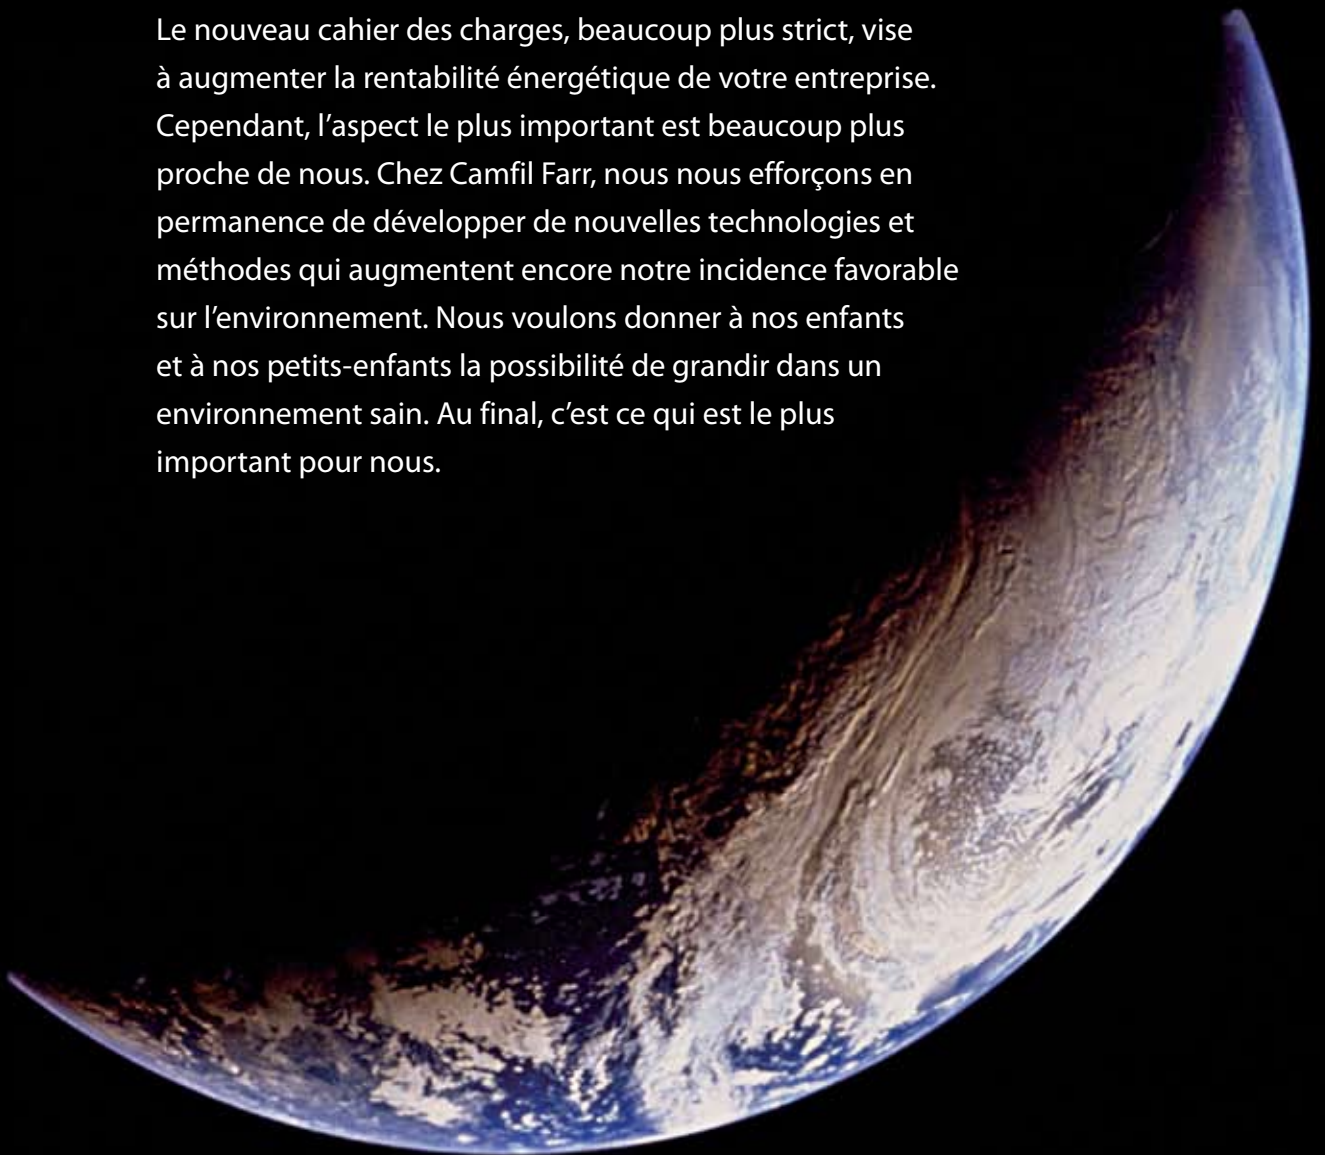 Le nouveau cahier des charges, beaucoup plus strict, vise
à augmenter la rentabilité énergétique de votre entreprise.
Cependant, l’aspect le plus important est beaucoup plus
proche de nous. Chez Camfil Farr, nous nous efforçons en
permanence de développer de nouvelles technologies et
méthodes qui augmentent encore notre incidence favorable
sur l’environnement. Nous voulons donner à nos enfants
et à nos petits-enfants la possibilité de grandir dans un
environnement sain. Au final, c’est ce qui est le plus
important pour nous.